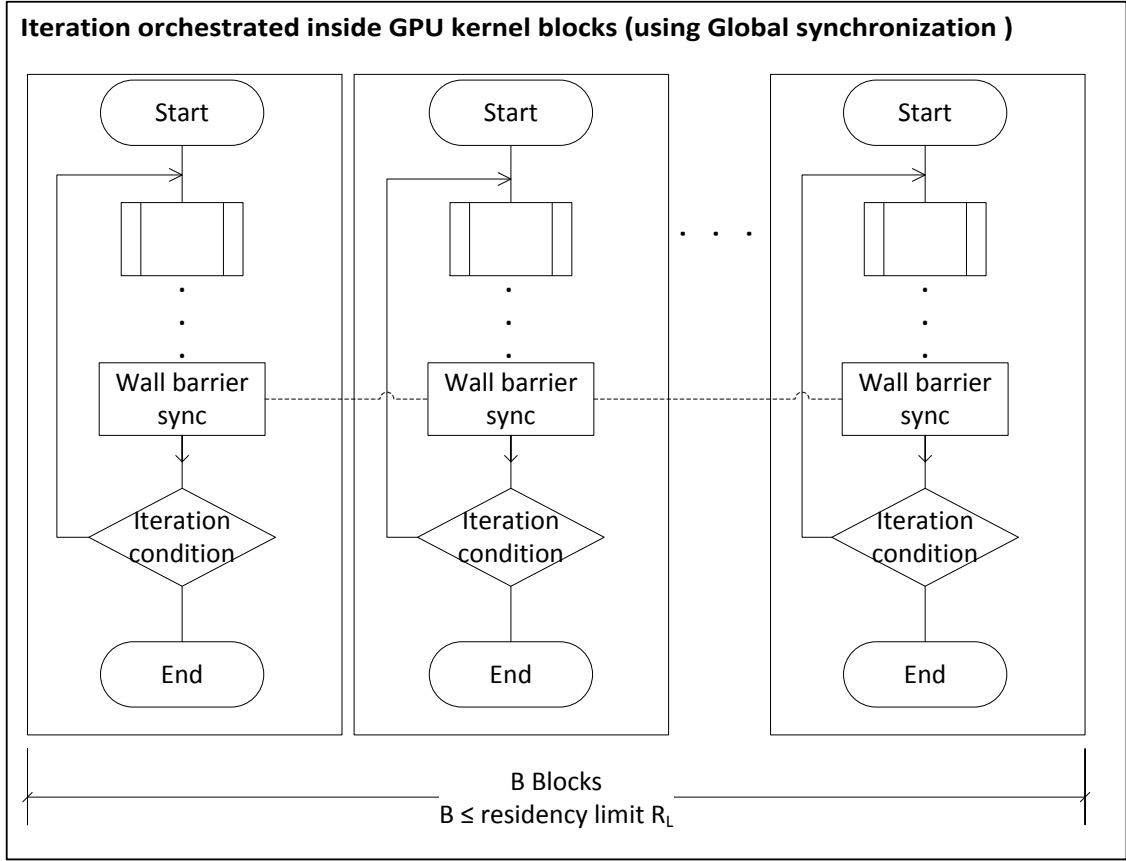 Iteration orchestrated inside GPU kernel blocks (using Global synchronization )
Start
Start
Start
. . .
Wall barrier
sync
Wall barrier
sync
Wall barrier
sync
Iteration
condition
Iteration
condition
Iteration
condition
End
End
End
B Blocks
B ≤ residency limit R_L